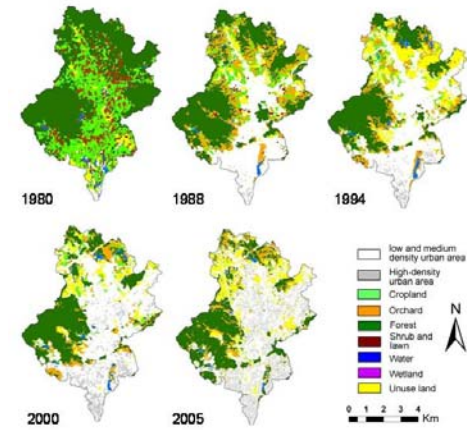 1980
1988
1994
2000
2005
low and medium
density urban area
High-density
urban area
Cropland
Orchard
Forest
Shrub and
lawn
Water
Wetland
Unuse land
N
0 1 2 3 4
Km